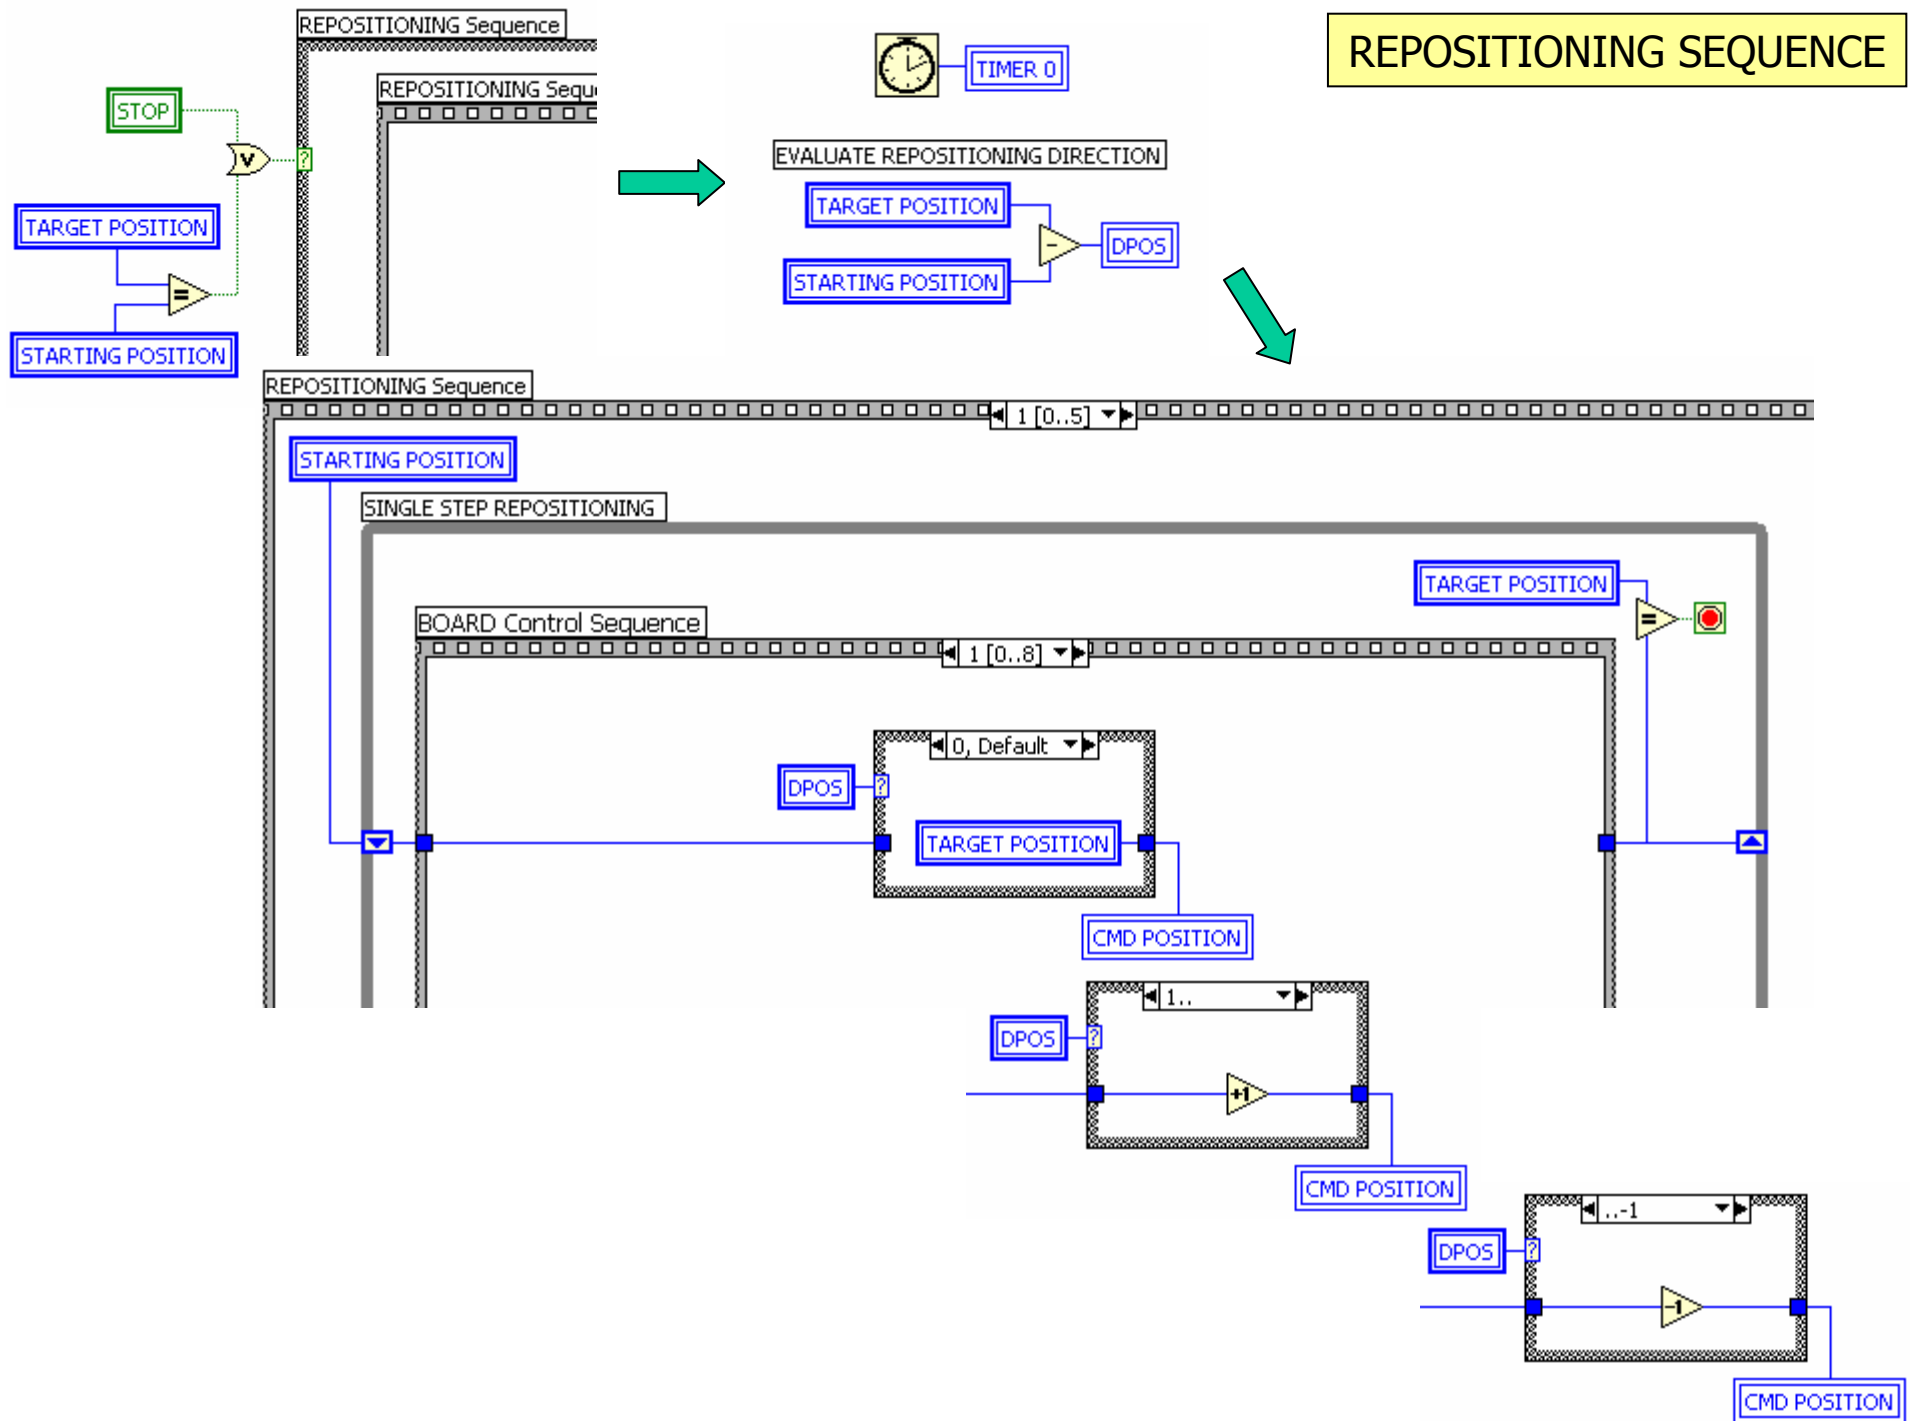 REPOSITIONING SEQUENCE
REPOSITIONING Sequence
REPOSITIONING Sequ
STOP
V
?
TARGET POSITION
=
STARTING POSITION
TIMER 0
EVALUATE REPOSITIONING DIRECTION
TARGET POSITION
-
DPOS
STARTING POSITION
REPOSITIONING Sequence
1 [0..5]
STARTING POSITION
SINGLE STEP REPOSITIONING
TARGET POSITION
=
BOARD Control Sequence
1 [0..8]
0, Default
DPOS
?
TARGET POSITION
CMD POSITION
1..
DPOS
?
+1
CMD POSITION
..-1
DPOS
?
-1
CMD POSITION